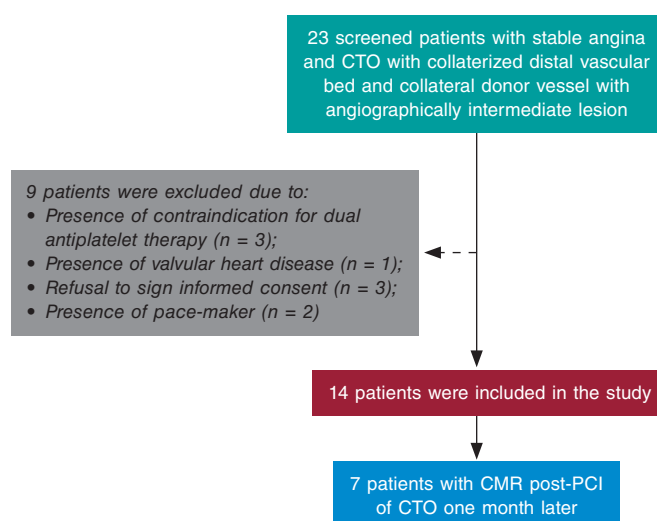 23 screened patients with stable angina
and CTO with collaterized distal vascular
bed and collateral donor vessel with
angiographically intermediate lesion
9 patients were excluded due to:
• Presence of contraindication for dual
antiplatelet therapy (n = 3);
• Presence of valvular heart disease (n = 1);
• Refusal to sign informed consent (n = 3);
• Presence of pace-maker (n = 2)
14 patients were included in the study
7 patients with CMR post-PCI
of CTO one month later